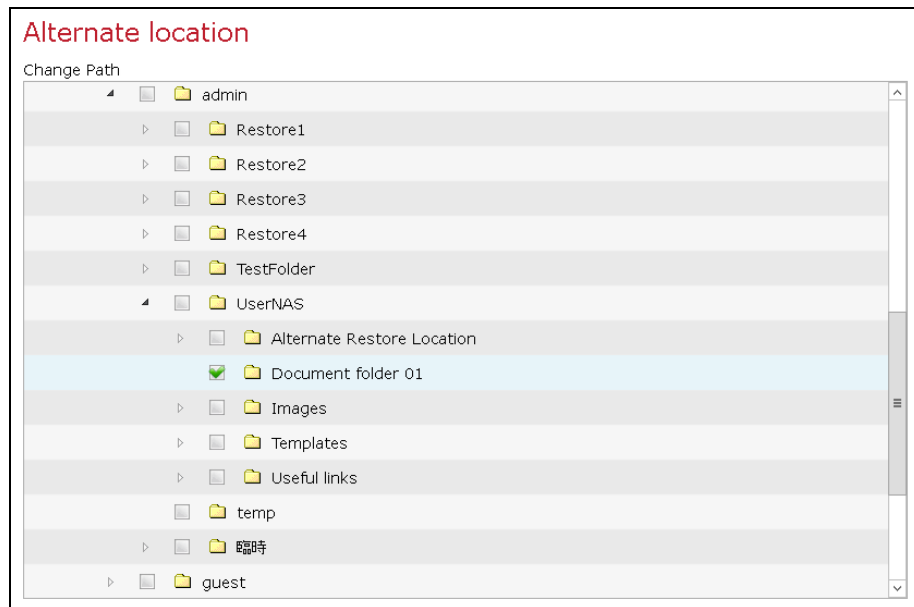 Alternate location
Change Path
admin
Restore1
Restore2
Restore3
Restore4
TestFolder
UserNAS
Alternate Restore Location
Document folder 01
Images
Templates
Useful links
temp
臨時
guest